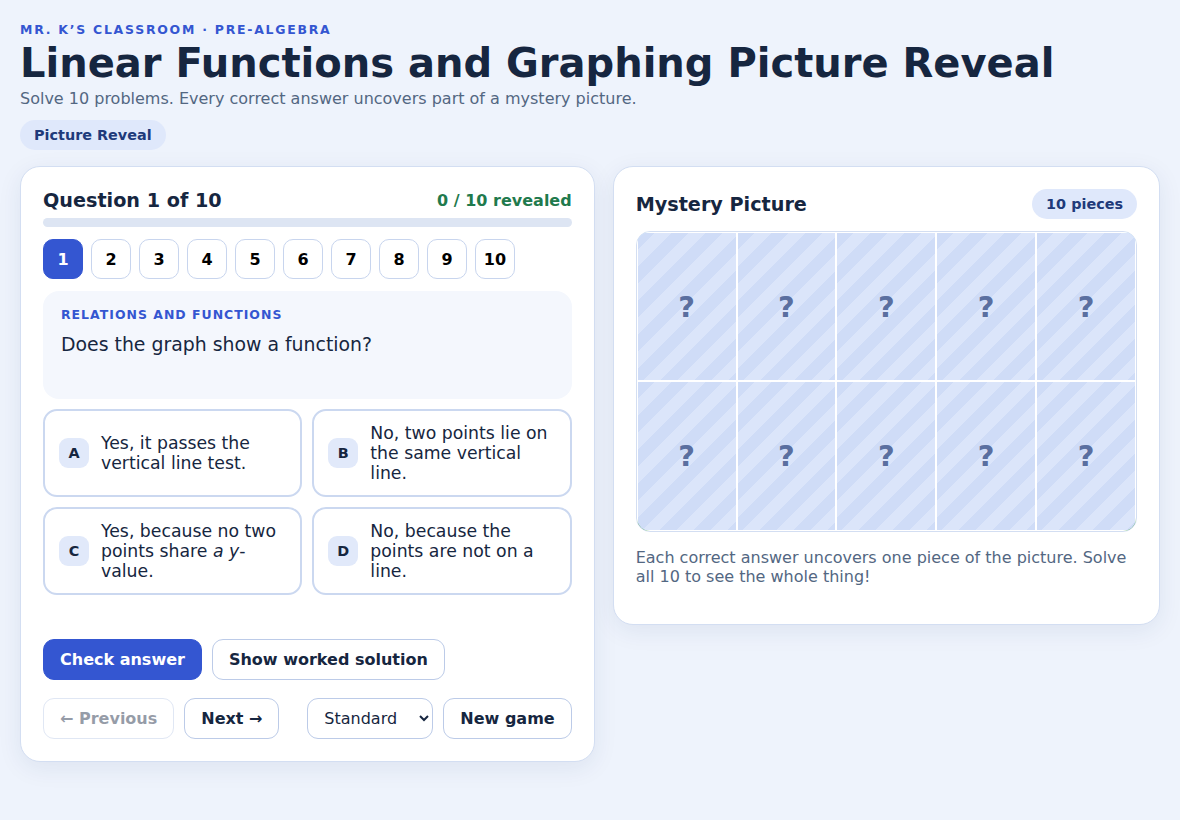 MR. K’S CLASSROOM · PRE-ALGEBRA
Linear Functions and Graphing Picture Reveal
Solve 10 problems. Every correct answer uncovers part of a mystery picture.
Picture Reveal
Question 1 of 10
0 / 10 revealed
1 2 3 4 5 6 7 8 9 10
RELATIONS AND FUNCTIONS
Does the graph show a function?
A
Yes, it passes the
vertical line test.
B
No, two points lie on
the same vertical
line.
C
Yes, because no two
points share a y-
value.
D
No, because the
points are not on a
line.
Check answer
Show worked solution
← Previous
Next →
Standard
New game
Mystery Picture
10 pieces
? ? ? ? ?
? ? ? ? ?
Each correct answer uncovers one piece of the picture. Solve
all 10 to see the whole thing!